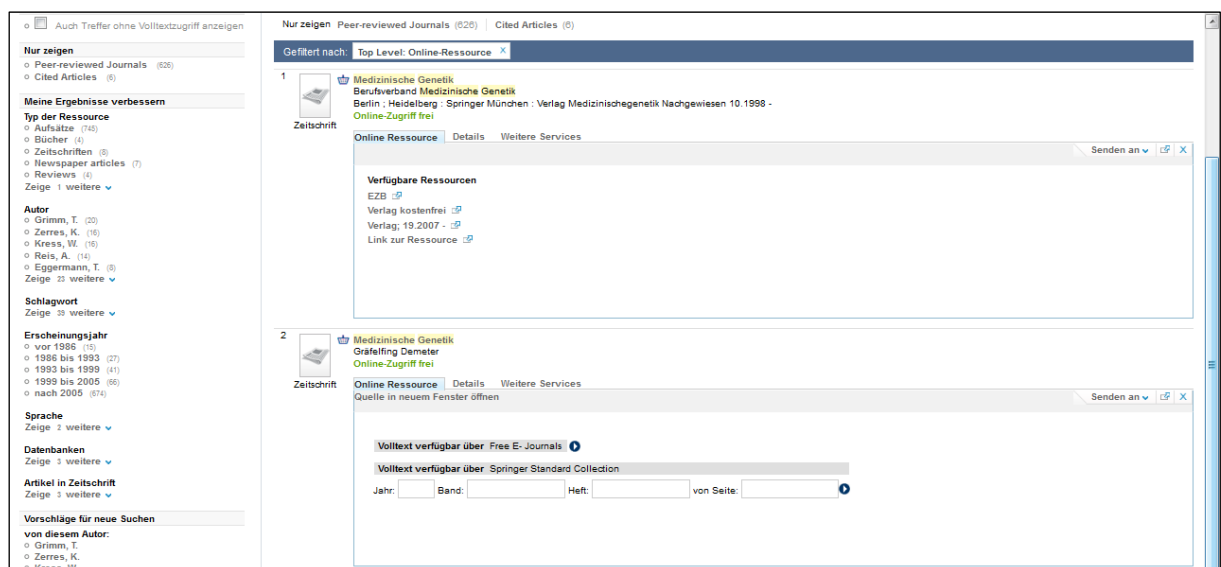 Auch Treffer ohne Volltextzugriff anzeigen
Nur zeigen
Peer-reviewed Journals (626)
Cited Articles (6)
Meine Ergebnisse verbessern
Typ der Ressource
Aufsätze (745)
Bücher (4)
Zeitschriften (8)
Newspaper articles (7)
Reviews (4)
Zeige 1 weitere
Autor
Grimm, T. (20)
Zerres, K. (16)
Kress, W. (16)
Reis, A. (14)
Eggermann, T. (8)
Zeige 23 weitere
Schlagwort
Zeige 39 weitere
Erscheinungsjahr
vor 1986 (15)
1986 bis 1993 (27)
1993 bis 1999 (41)
1999 bis 2005 (66)
nach 2005 (674)
Sprache
Zeige 2 weitere
Datenbanken
Zeige 3 weitere
Artikel in Zeitschrift
Zeige 3 weitere
Vorschläge für neue Suchen
von diesem Autor:
Grimm, T.
Zerres, K.
Nur zeigen Peer-reviewed Journals (626) Cited Articles (6)
Gefiltert nach: Top Level: Online-Ressource X
1
Zeitschrift
Medizinische Genetik
Berufsverband Medizinische Genetik
Berlin ; Heidelberg : Springer München : Verlag Medizinischegenetik Nachgewiesen 10.1998 -
Online-Zugriff frei
Online Ressource Details Weitere Services
Senden an X
Verfügbare Ressourcen
EZB
Verlag kostenfrei
Verlag; 19.2007 -
Link zur Ressource
2
Zeitschrift
Medizinische Genetik
Gräfelfing Demeter
Online-Zugriff frei
Online Ressource Details Weitere Services
Quelle in neuem Fenster öffnen Senden an X
Volltext verfügbar über Free E- Journals
Volltext verfügbar über Springer Standard Collection
Jahr: Band: Heft: von Seite: